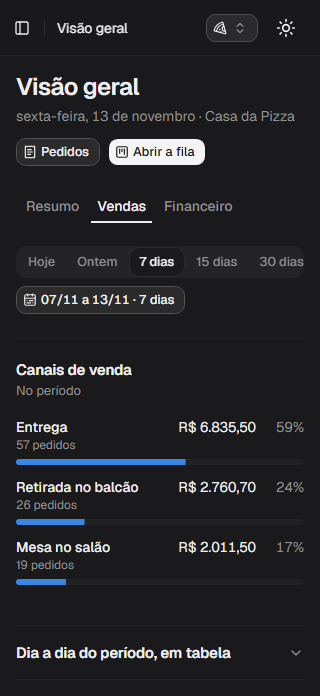 Visão geral
Visão geral
sexta-feira, 13 de novembro · Casa da Pizza
Pedidos
Abrir a fila
Resumo Vendas Financeiro
Hoje Ontem 7 dias 15 dias 30 dias
07/11 a 13/11 · 7 dias
Canais de venda
No período
Entrega R$ 6.835,50 59%
57 pedidos
Retirada no balcão R$ 2.760,70 24%
26 pedidos
Mesa no salão R$ 2.011,50 17%
19 pedidos
Dia a dia do período, em tabela